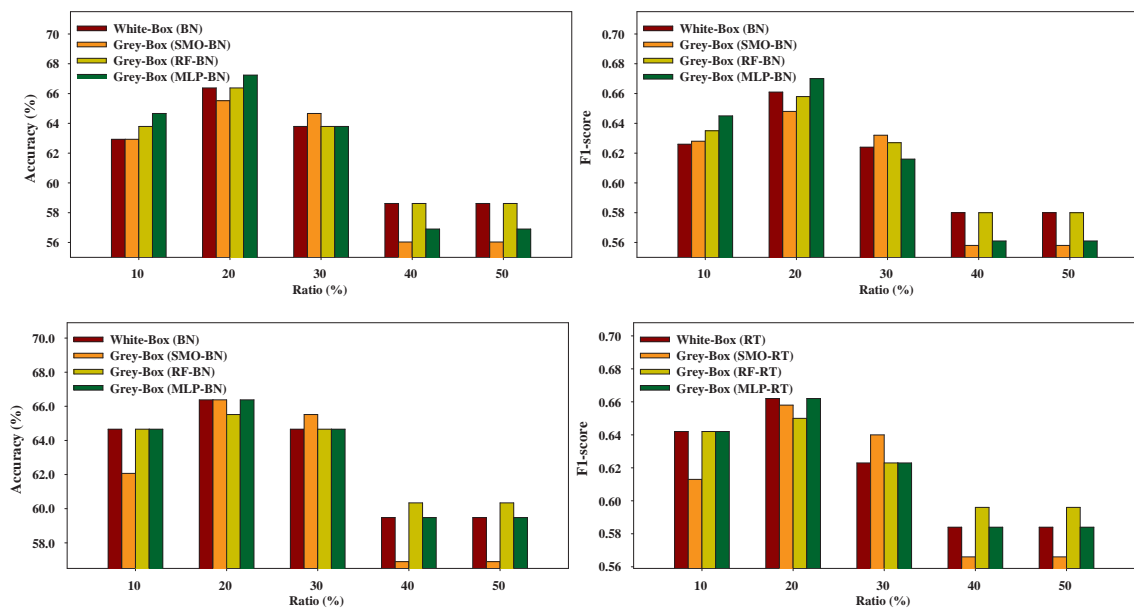 70
68
66
64
62
60
58
56
Accuracy (%)
White-Box (BN)
Grey-Box (SMO-BN)
Grey-Box (RF-BN)
Grey-Box (MLP-BN)
10 20 30 40 50
Ratio (%)
0.70
0.68
0.66
0.64
0.62
0.60
0.58
0.56
F1-score
White-Box (BN)
Grey-Box (SMO-BN)
Grey-Box (RF-BN)
Grey-Box (MLP-BN)
10 20 30 40 50
Ratio (%)
70.0
68.0
66.0
64.0
62.0
60.0
58.0
Accuracy (%)
White-Box (BN)
Grey-Box (SMO-BN)
Grey-Box (RF-BN)
Grey-Box (MLP-BN)
10 20 30 40 50
Ratio (%)
0.70
0.68
0.66
0.64
0.62
0.60
0.58
0.56
F1-score
White-Box (RT)
Grey-Box (SMO-RT)
Grey-Box (RF-RT)
Grey-Box (MLP-RT)
10 20 30 40 50
Ratio (%)